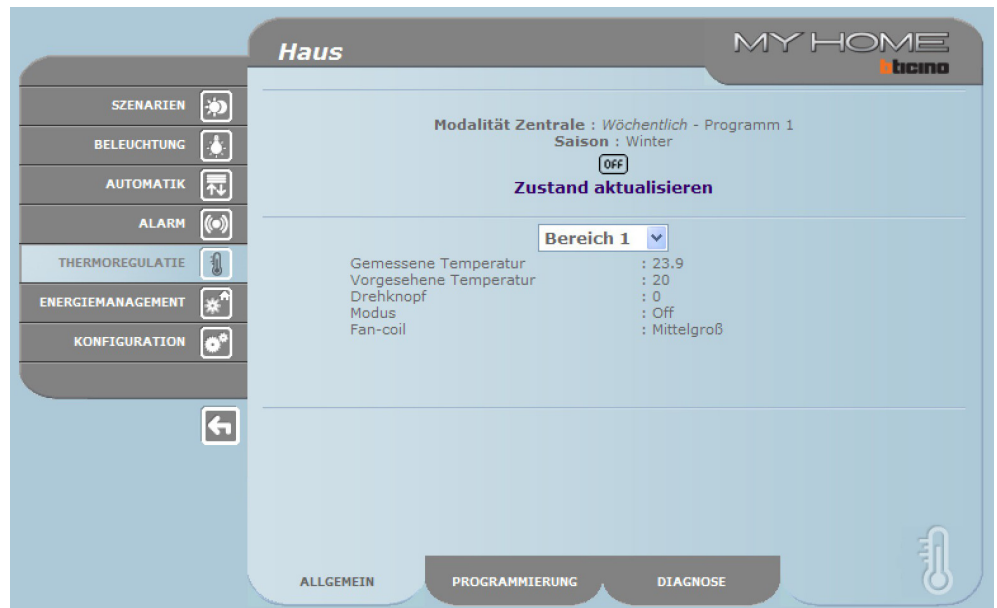 Haus
MY HOME
bticino
SZENARIEN
BELEUCHTUNG
AUTOMATIK
ALARM
THERMOREGULATIE
ENERGIEMANAGEMENT
KONFIGURATION
Modalität Zentrale : Wöchentlich - Programm 1
Saison : Winter
OFF
Zustand aktualisieren
Bereich 1
Gemessene Temperatur : 23.9
Vorgesehene Temperatur : 20
Drehknopf : 0
Modus : Off
Fan-coil : Mittelgroß
ALLGEMEIN PROGRAMMIERUNG DIAGNOSE